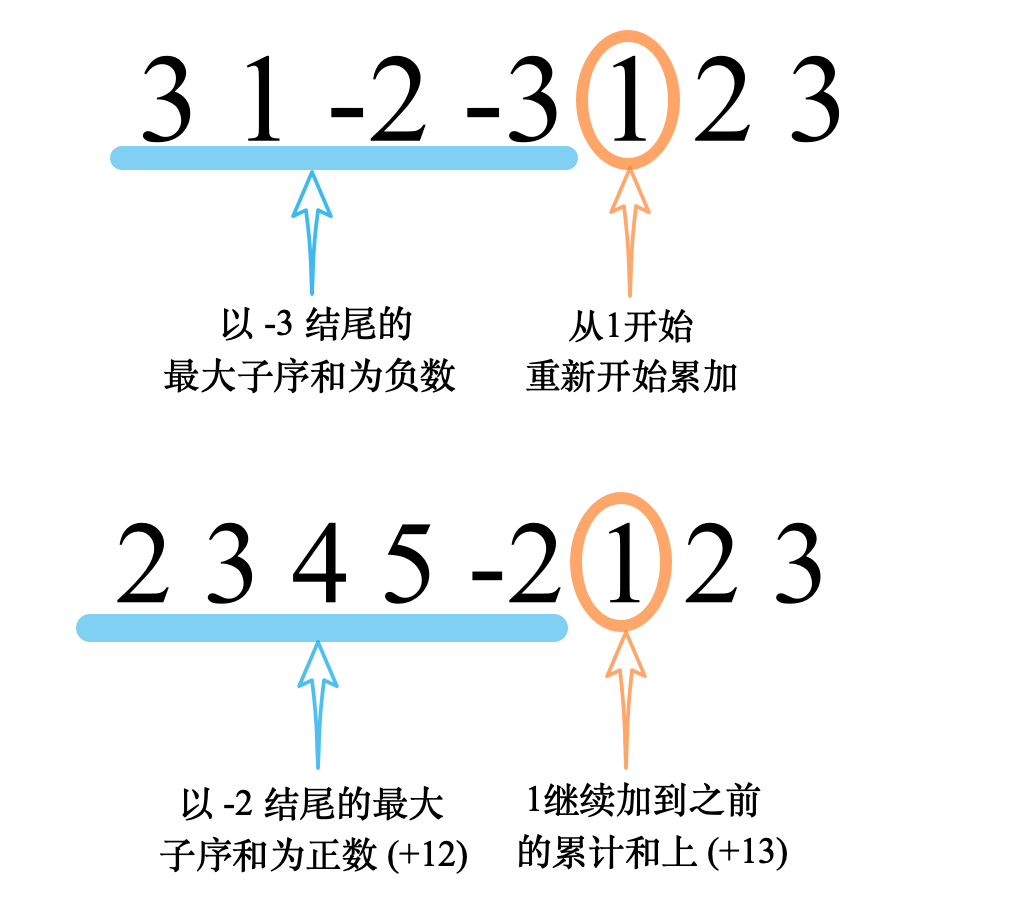 3 1 -2 -3 1 2 3
以 -3 结尾的
最大子序和为负数
从1开始
重新开始累加
2 3 4 5 -2 1 2 3
以 -2 结尾的最大
子序和为正数 (+12)
1继续加到之前
的累计和上 (+13)